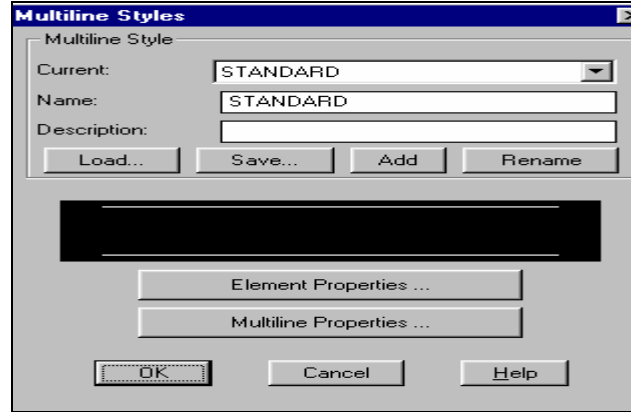 Multiline Styles
Multiline Style
Current: STANDARD
Name: STANDARD
Description:
Load... Save... Add Rename
Element Properties ...
Multiline Properties ...
OK Cancel Help